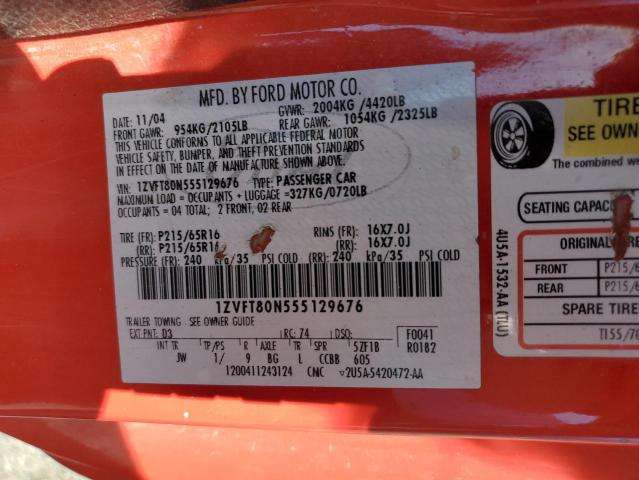 MFD. BY FORD MOTOR CO.
DATE: 11/04 GVWR: 2004KG /4420LB
FRONT GAWR: 954KG/2105LB REAR GAWR: 1054KG /2325LB
THIS VEHICLE CONFORMS TO ALL APPLICABLE FEDERAL MOTOR
VEHICLE SAFETY, BUMPER, AND THEFT PREVENTION STANDARDS
IN EFFECT ON THE DATE OF MANUFACTURE SHOWN ABOVE.
VIN: 1ZVFT80N555129676 TYPE: PASSENGER CAR
MAXIMUM LOAD = OCCUPANTS + LUGGAGE =327KG/0720LB
OCCUPANTS = 04 TOTAL; 2 FRONT, 02 REAR
TIRE (FR): P215/65R16 RIMS (FR): 16X7.0J
(RR): P215/65R16 (RR): 16X7.0J
PRESSURE (FR) 240 kPa/35 PSI COLD (RR) 240 kPa/35 PSI COLD
1ZVFT80N555129676
TRAILER TOWING - SEE OWNER GUIDE
EXT PNT: D3 RC: 74 DSO: F0041
INT TR TP/PS R AXLE TR SPR 5ZF1B R0182
JW 1/ 9 BG L CCBB 605
1200411243124 CMC ▽2U5A-5420472-AA
4U5A-1532-AA (TLU)
TIRE
SEE OWN
The combined we
SEATING CAPAC
ORIGINAL
FRONT P215/6
REAR P215/6
SPARE TIRE
T155/70